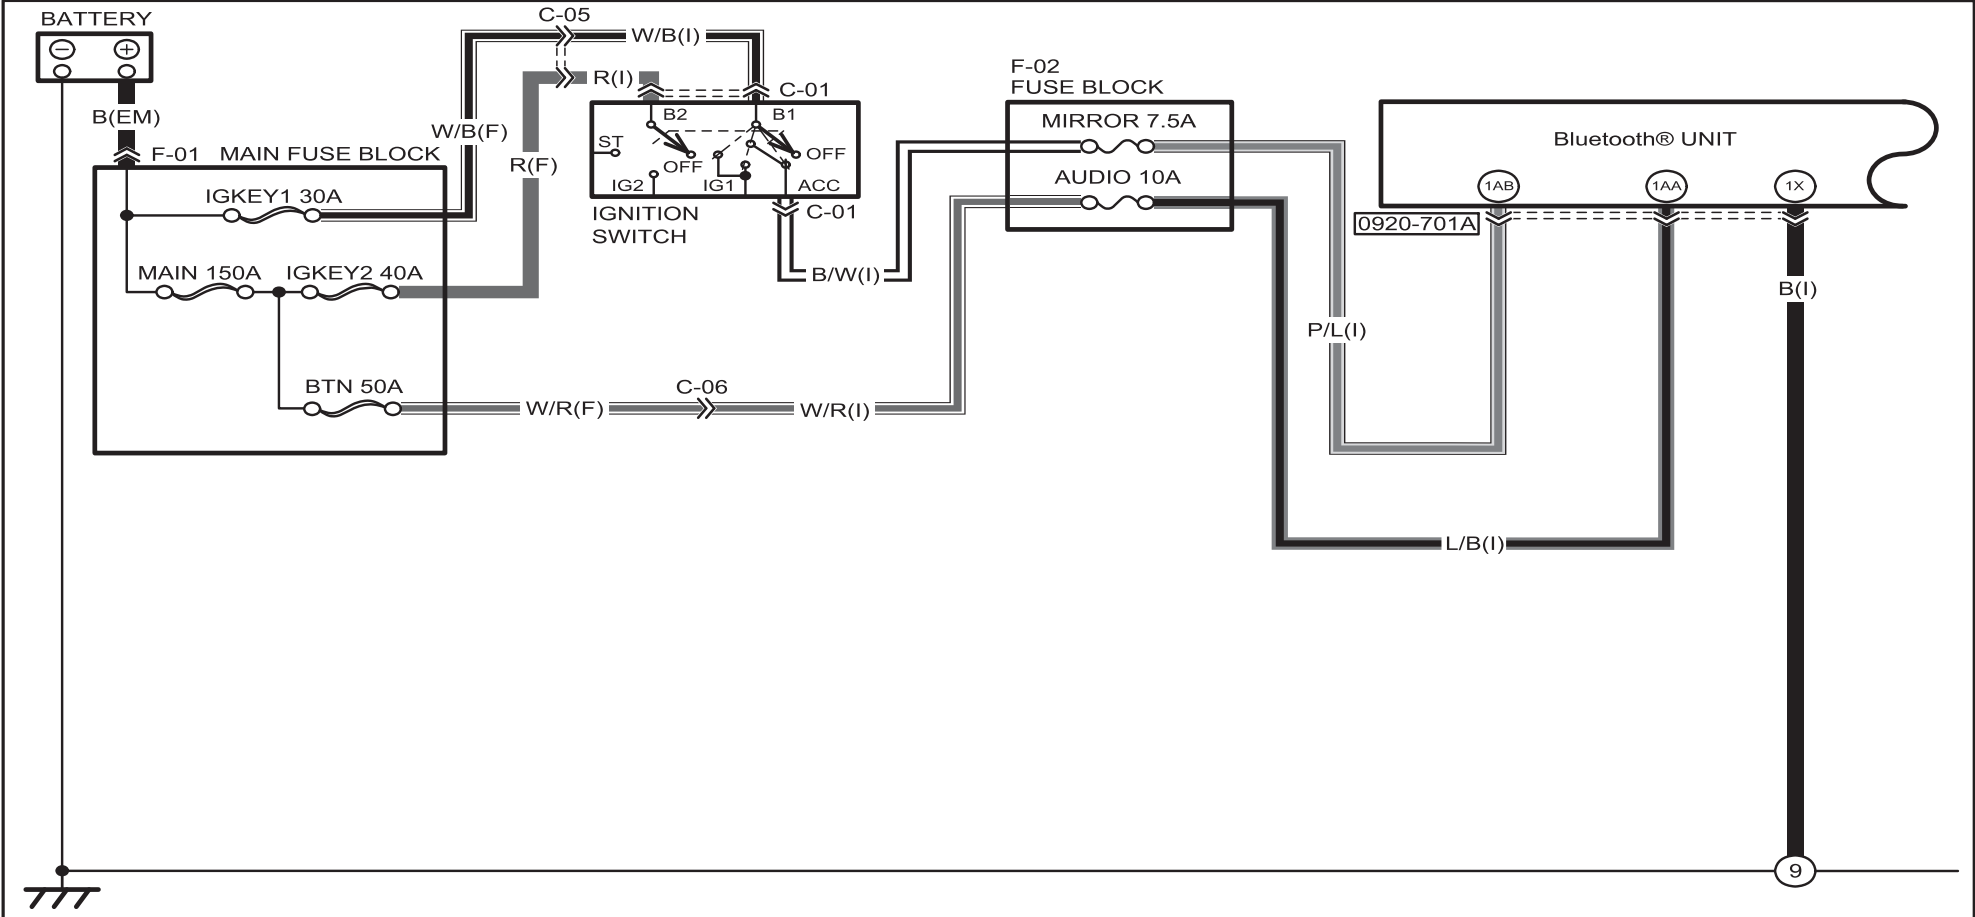 BATTERY
− +
B(EM)
F-01 MAIN FUSE BLOCK
IGKEY1 30A
MAIN 150A IGKEY2 40A
BTN 50A
C-05
W/B(I)
R(I)
W/B(F)
R(F)
C-01
B2 B1
ST
OFF OFF
IG2 IG1 ACC
IGNITION
SWITCH
C-01
B/W(I)
W/R(F)
C-06
W/R(I)
F-02
FUSE BLOCK
MIRROR 7.5A
AUDIO 10A
P/L(I)
L/B(I)
Bluetooth® UNIT
1AB 1AA 1X
0920-701A
B(I)
9